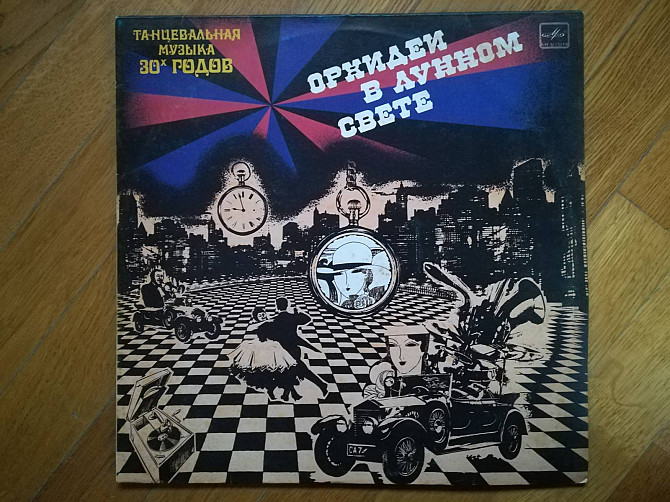 ТАНЦЕВАЛЬНАЯ
МУЗЫКА
30х ГОДОВ
ОРХИДЕИ
В ЛУННОМ
СВЕТЕ